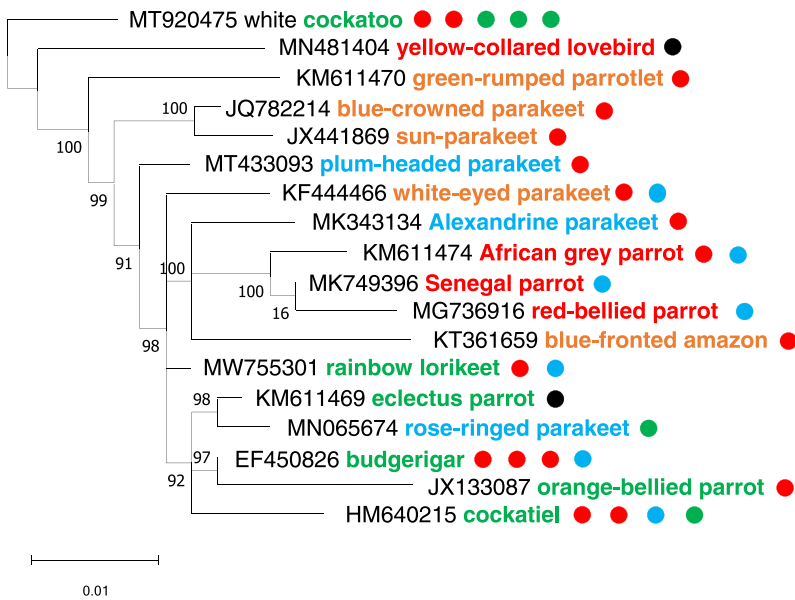 MT920475 white cockatoo
MN481404 yellow-collared lovebird
KM611470 green-rumped parrotlet
100
100
JQ782214 blue-crowned parakeet
JX441869 sun-parakeet
99
MT433093 plum-headed parakeet
91
KF444466 white-eyed parakeet
MK343134 Alexandrine parakeet
100
KM611474 African grey parrot
100
MK749396 Senegal parrot
16
MG736916 red-bellied parrot
98
KT361659 blue-fronted amazon
MW755301 rainbow lorikeet
98
KM611469 eclectus parrot
MN065674 rose-ringed parakeet
97
EF450826 budgerigar
92
JX133087 orange-bellied parrot
HM640215 cockatiel
0.01